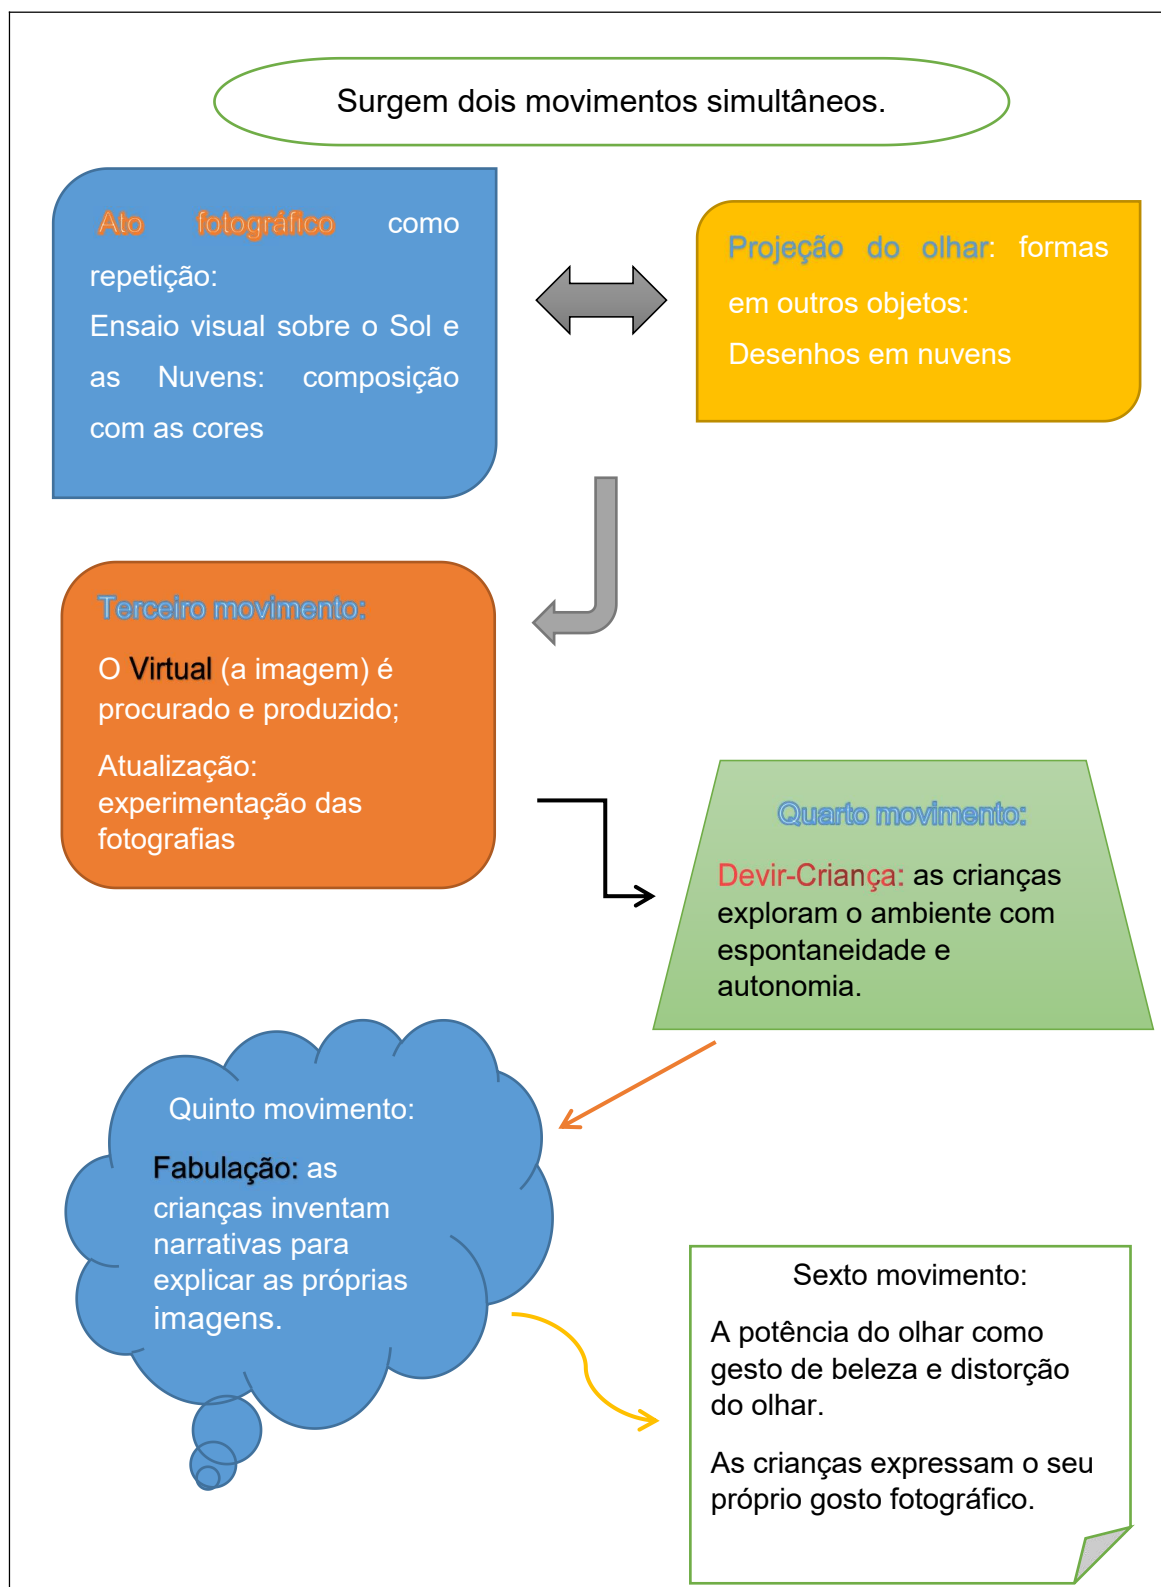 Surgem dois movimentos simultâneos.
Ato fotográfico como
repetição:
Ensaio visual sobre o Sol e
as Nuvens: composição
com as cores
Projeção do olhar: formas
em outros objetos:
Desenhos em nuvens
Terceiro movimento:
O Virtual (a imagem) é
procurado e produzido;
Atualização:
experimentação das
fotografias
Quarto movimento:
Devir-Criança: as crianças
exploram o ambiente com
espontaneidade e
autonomia.
Quinto movimento:
Fabulação: as
crianças inventam
narrativas para
explicar as próprias
imagens.
Sexto movimento:
A potência do olhar como
gesto de beleza e distorção
do olhar.
As crianças expressam o seu
próprio gosto fotográfico.